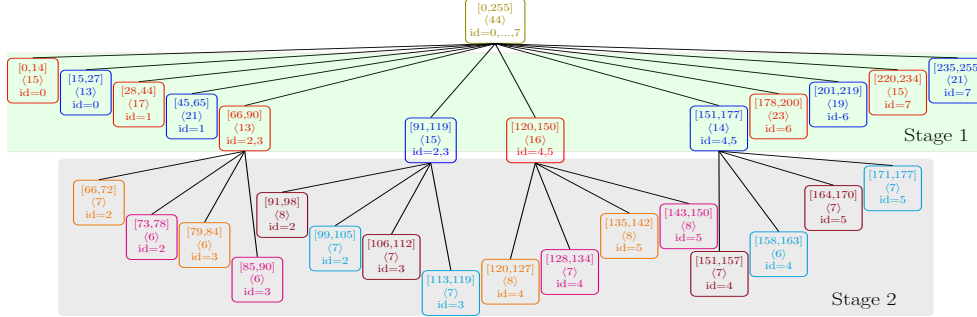 [0,255]
⟨44⟩
id=0,...,7
[0,14]
⟨15⟩
id=0
[15,27]
⟨13⟩
id=0
[28,44]
⟨17⟩
id=1
[45,65]
⟨21⟩
id=1
[66,90]
⟨13⟩
id=2,3
[91,119]
⟨15⟩
id=2,3
[120,150]
⟨16⟩
id=4,5
[151,177]
⟨14⟩
id=4,5
[178,200]
⟨23⟩
id=6
[201,219]
⟨19⟩
id-6
[220,234]
⟨15⟩
id=7
[235,255]
⟨21⟩
id=7
Stage 1
[66,72]
⟨7⟩
id=2
[73,78]
⟨6⟩
id=2
[79,84]
⟨6⟩
id=3
[85,90]
⟨6⟩
id=3
[91,98]
⟨8⟩
id=2
[99,105]
⟨7⟩
id=2
[106,112]
⟨7⟩
id=3
[113,119]
⟨7⟩
id=3
[120,127]
⟨8⟩
id=4
[128,134]
⟨7⟩
id=4
[135,142]
⟨8⟩
id=5
[143,150]
⟨8⟩
id=5
[151,157]
⟨7⟩
id=4
[158,163]
⟨6⟩
id=4
[164,170]
⟨7⟩
id=5
[171,177]
⟨7⟩
id=5
Stage 2